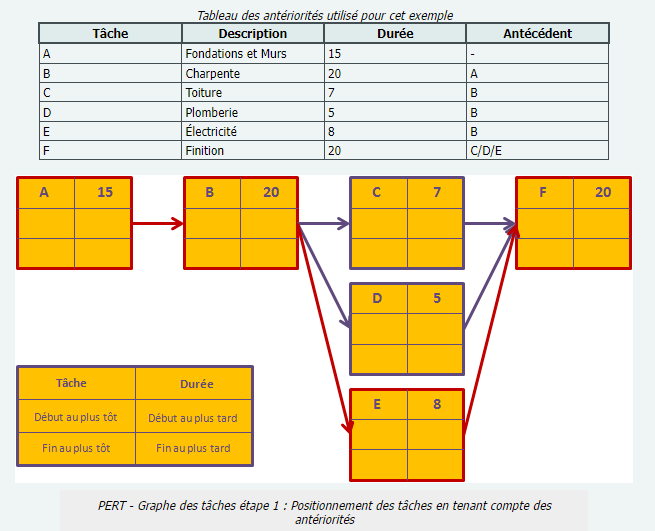 Tableau des antériorités utilisé pour cet exemple
Tâche Description Durée Antécédent
A Fondations et Murs 15 -
B Charpente 20 A
C Toiture 7 B
D Plomberie 5 B
E Électricité 8 B
F Finition 20 C/D/E
A 15 B 20 C 7 F 20
D 5
Tâche Durée
E 8
Début au plus tôt Début au plus tard
Fin au plus tôt Fin au plus tard
PERT - Graphe des tâches étape 1 : Positionnement des tâches en tenant compte des
antériorités